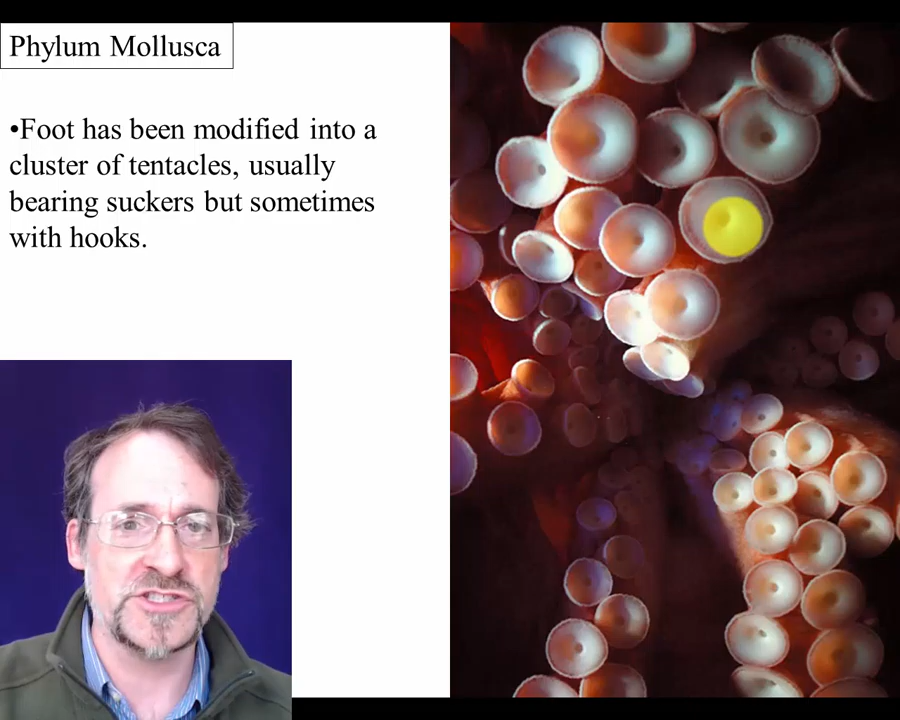 Phylum Mollusca
•Foot has been modified into a
cluster of tentacles, usually
bearing suckers but sometimes
with hooks.